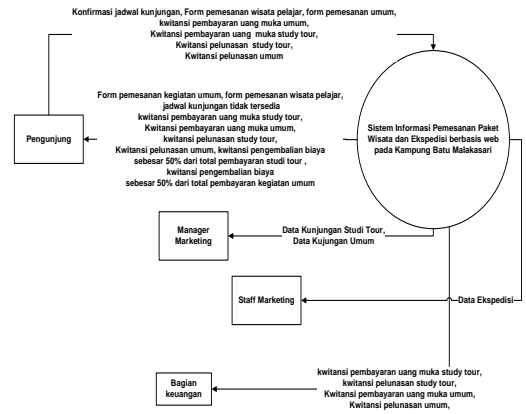 Konfirmasi jadwal kunjungan, Form pemesanan wisata pelajar, form pemesanan umum,
kwitansi pembayaran uang muka umum,
Kwitansi pembayaran uang  muka study tour,
Kwitansi pelunasan  study tour,
Kwitansi pelunasan umum
Form pemesanan kegiatan umum, form pemesanan wisata pelajar,
jadwal kunjungan tidak tersedia
kwitansi pembayaran uang muka study tour,
Kwitansi pembayaran uang muka umum,
kwitansi pelunasan study tour,
Kwitansi pelunasan umum, kwitansi pengembalian biaya
sebesar 50% dari total pembayaran studi tour ,
kwitansi pengembalian biaya
sebesar 50% dari total pembayaran kegiatan umum
Pengunjung
Sistem Informasi Pemesanan Paket
Wisata dan Ekspedisi berbasis web
pada Kampung Batu Malakasari
Manager
Marketing
Data Kunjungan Studi Tour,
Data Kujungan Umum
Staff Marketing
Data Ekspedisi
Bagian
keuangan
kwitansi pembayaran uang muka study tour,
kwitansi pelunasan study tour,
Kwitansi pembayaran uang muka umum,
Kwitansi pelunasan umum,